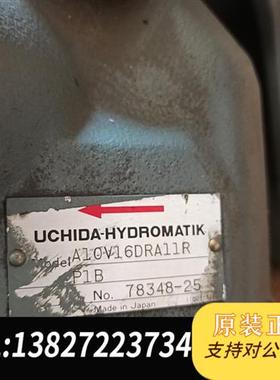 UCHIDA-HYDROMATIK
Model A10V16DRA11R
P1B
No. 78348-25
Made in Japan
原装正
支持对公
:13827223734